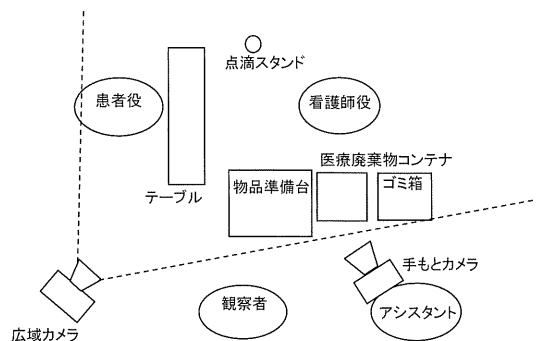 点滴スタンド
患者役
看護師役
医療廃棄物コンテナ
テーブル
物品準備台
ゴミ箱
手もとカメラ
広域カメラ
観察者
アシスタント